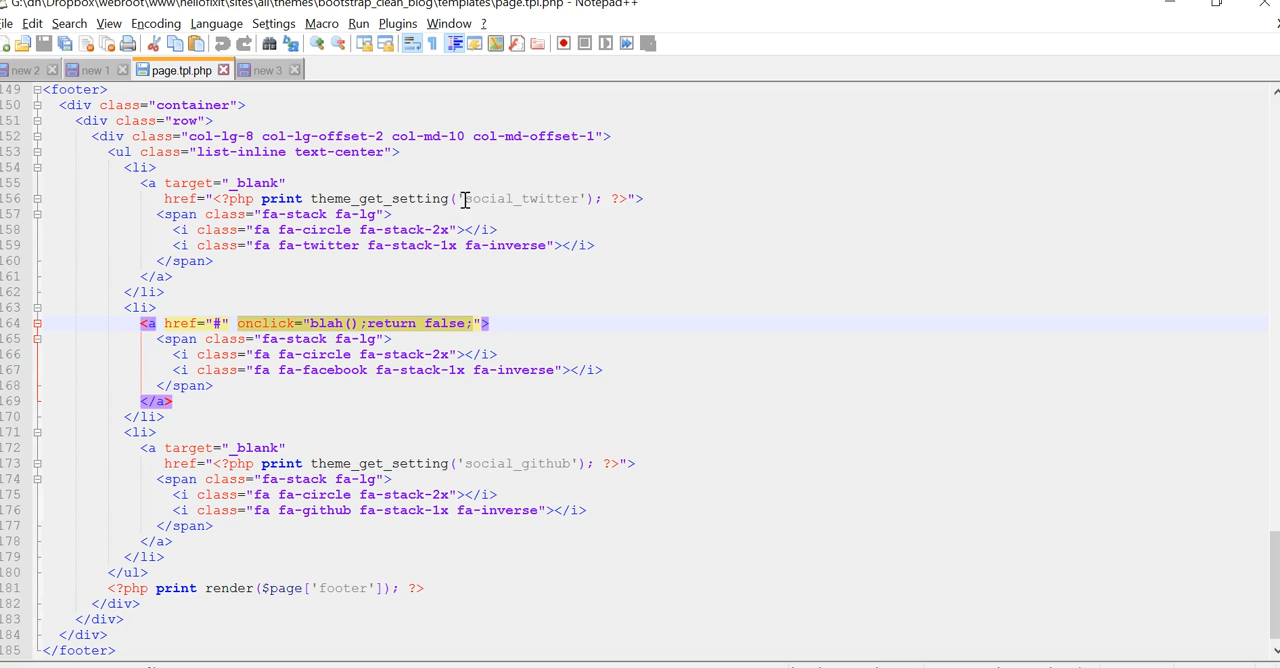 G:\dh\Dropbox\webroot\www\hellofixit\sites\all\themes\bootstrap_clean_blog\templates\page.tpl.php - Notepad++
File Edit Search View Encoding Language Settings Macro Run Plugins Window ?
new 2 new 1 page.tpl.php new 3
149 <footer>
150 <div class="container">
151 <div class="row">
152 <div class="col-lg-8 col-lg-offset-2 col-md-10 col-md-offset-1">
153 <ul class="list-inline text-center">
154 <li>
155 <a target="_blank"
156 href="<?php print theme_get_setting('social_twitter'); ?>">
157 <span class="fa-stack fa-lg">
158 <i class="fa fa-circle fa-stack-2x"></i>
159 <i class="fa fa-twitter fa-stack-1x fa-inverse"></i>
160 </span>
161 </a>
162 </li>
163 <li>
164 <a href="#" onclick="blah();return false;">
165 <span class="fa-stack fa-lg">
166 <i class="fa fa-circle fa-stack-2x"></i>
167 <i class="fa fa-facebook fa-stack-1x fa-inverse"></i>
168 </span>
169 </a>
170 </li>
171 <li>
172 <a target="_blank"
173 href="<?php print theme_get_setting('social_github'); ?>">
174 <span class="fa-stack fa-lg">
175 <i class="fa fa-circle fa-stack-2x"></i>
176 <i class="fa fa-github fa-stack-1x fa-inverse"></i>
177 </span>
178 </a>
179 </li>
180 </ul>
181 <?php print render($page['footer']); ?>
182 </div>
183 </div>
184 </div>
185 </footer>